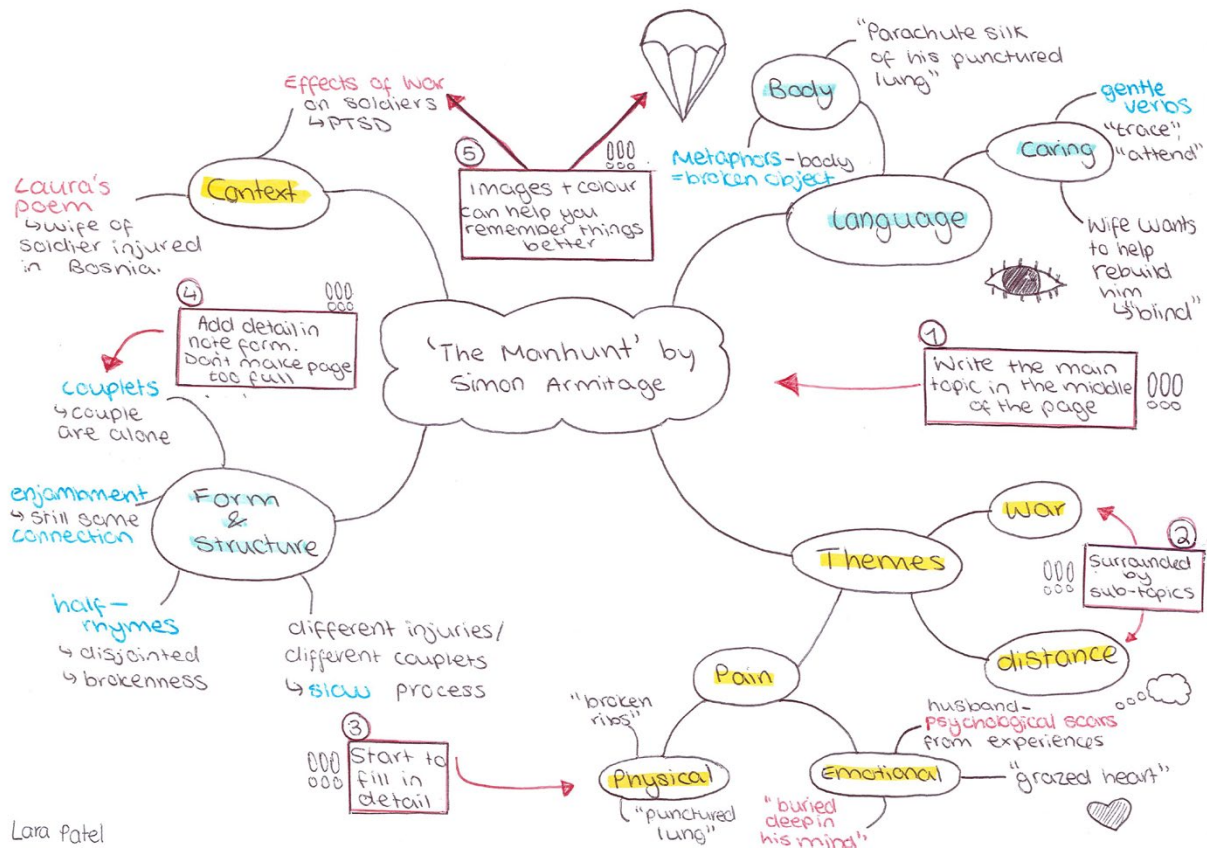 'The Manhunt' by
Simon Armitage
Context
Effects of war
on soldiers
↳ PTSD
Laura's
poem
↳ wife of
soldier injured
in Bosnia.
5
images + colour
can help you
remember things
better
Body
"Parachute silk
of his punctured
lung"
Metaphors - body
= broken object
Language
Caring
gentle
verbs
"trace",
"attend"
Wife wants
to help
rebuild
him
↳ "blind"
4
Add detail in
note form.
Don't make page
too full
1
Write the main
topic in the middle
of the page
Form
&
Structure
couplets
↳ couple
are alone
enjambment
↳ still some
connection
half-
rhymes
↳ disjointed
↳ brokenness
different injuries/
different couplets
↳ slow process
Themes
war
distance
2
Surrounded
by
sub-topics
Pain
3
Start to
fill in
detail
Physical
"broken
ribs"
"punctured
lung"
Emotional
husband-
psychological scars
from experiences
"grazed heart"
"buried
deep in
his mind"
Lara Patel